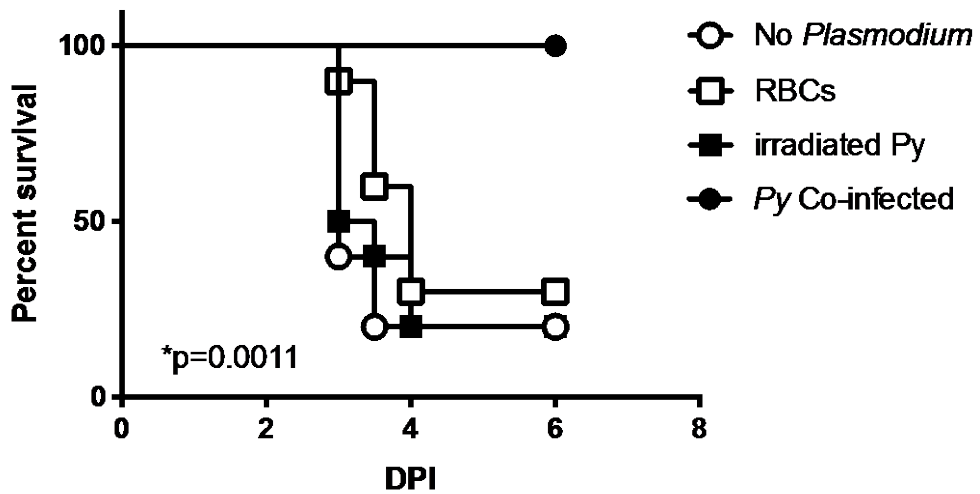 100
50
0
Percent survival
*p=0.0011
0 2 4 6 8
DPI
No Plasmodium
RBCs
irradiated Py
Py Co-infected